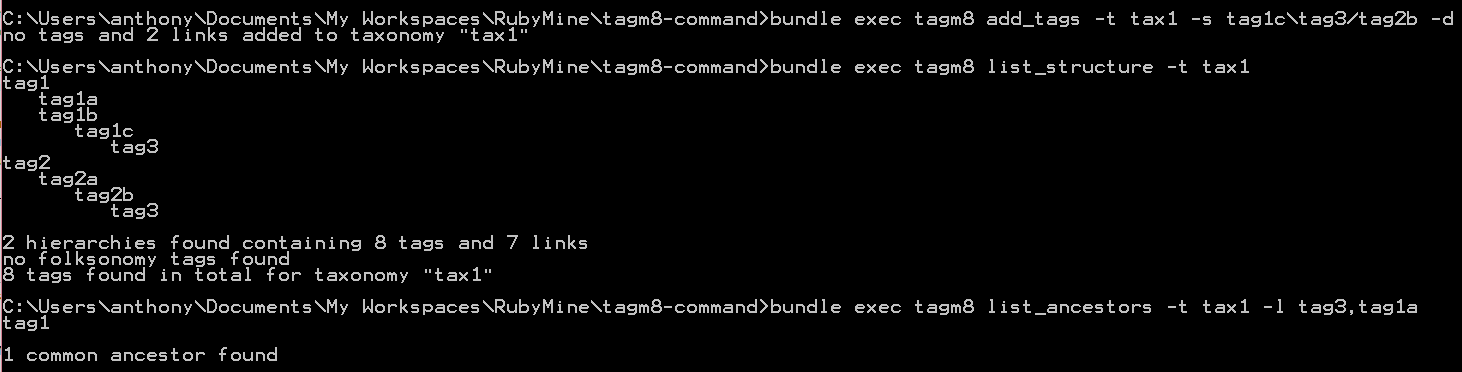 C:\Users\anthony\Documents\My Workspaces\RubyMine\tagm8-command>bundle exec tagm8 add_tags -t tax1 -s tag1c\tag3/tag2b -d
no tags and 2 links added to taxonomy "tax1"
C:\Users\anthony\Documents\My Workspaces\RubyMine\tagm8-command>bundle exec tagm8 list_structure -t tax1
tag1
   tag1a
   tag1b
      tag1c
         tag3
tag2
   tag2a
      tag2b
         tag3
2 hierarchies found containing 8 tags and 7 links
no folksonomy tags found
8 tags found in total for taxonomy "tax1"
C:\Users\anthony\Documents\My Workspaces\RubyMine\tagm8-command>bundle exec tagm8 list_ancestors -t tax1 -l tag3,tag1a
tag1
1 common ancestor found